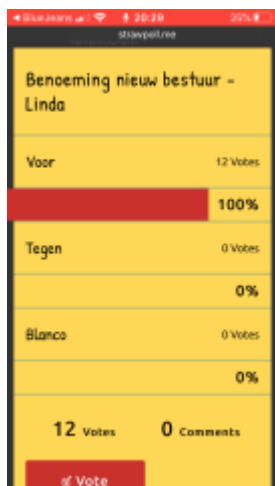 ◂ BlueJeans 20:29 25%
strawpoll.me
Benoeming nieuw bestuur -
Linda
Voor 12 Votes
100%
Tegen 0 Votes
0%
Blanco 0 Votes
0%
12 Votes 0 Comments
Vote